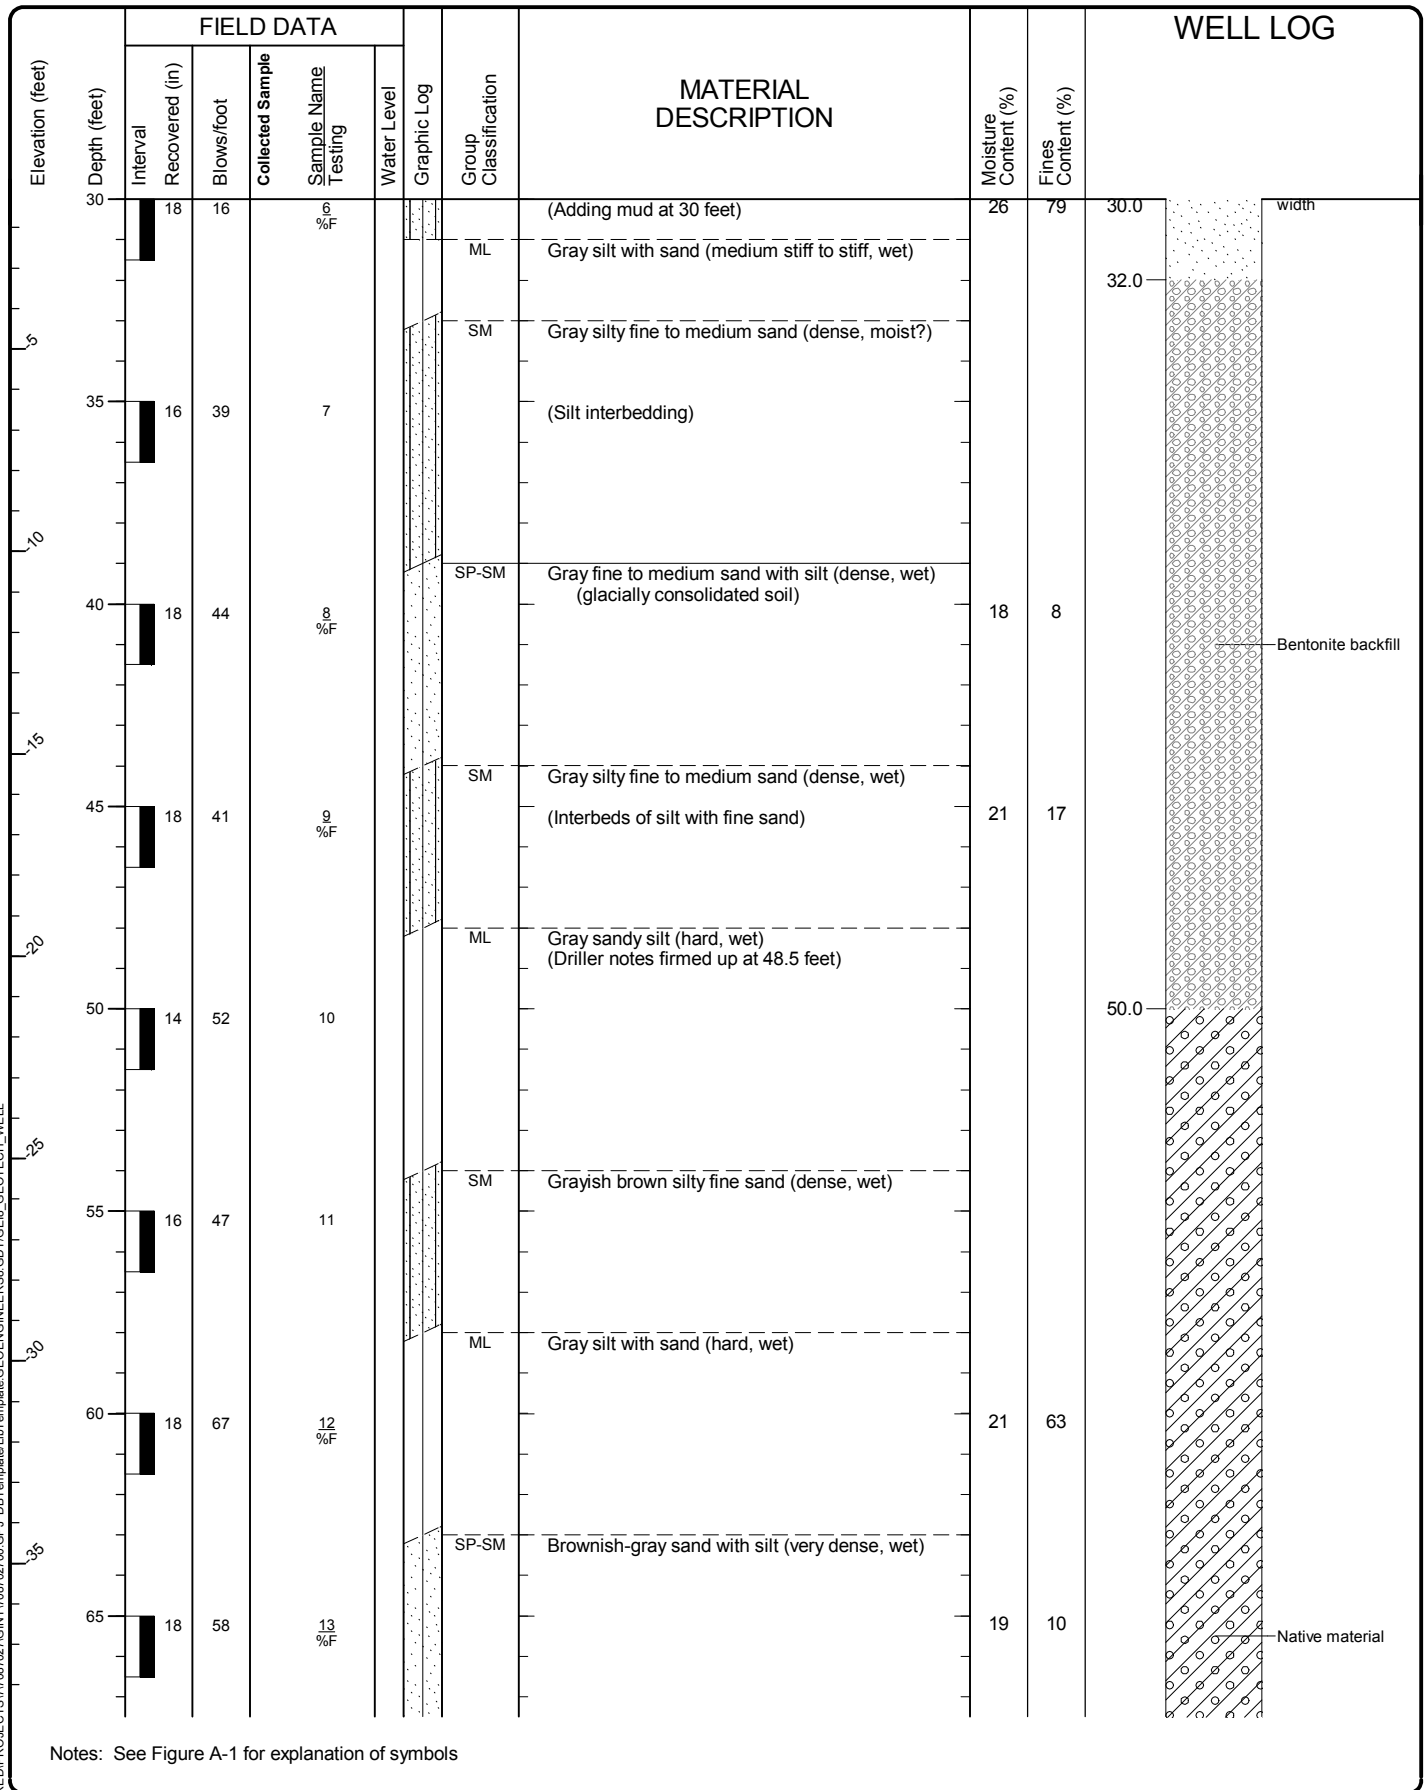 FIELD DATA
WELL LOG
Elevation (feet)
Depth (feet)
Interval
Recovered (in)
Blows/foot
Collected Sample
Sample Name
Testing
Water Level
Graphic Log
Group
Classification
MATERIAL
DESCRIPTION
Moisture
Content (%)
Fines
Content (%)
30 18 16 6 (Adding mud at 30 feet) 26 79 30.0 width
%F
ML Gray silt with sand (medium stiff to stiff, wet)
32.0
SM Gray silty fine to medium sand (dense, moist?)
-5
35 16 39 7 (Silt interbedding)
-10
SP-SM Gray fine to medium sand with silt (dense, wet)
(glacially consolidated soil)
40 18 44 8 18 8
%F
Bentonite backfill
-15
SM Gray silty fine to medium sand (dense, wet)
45 18 41 9 (Interbeds of silt with fine sand) 21 17
%F
ML Gray sandy silt (hard, wet)
-20
(Driller notes firmed up at 48.5 feet)
50 14 52 10 50.0
-25
SM Grayish brown silty fine sand (dense, wet)
55 16 47 11
-30
ML Gray silt with sand (hard, wet)
60 18 67 12 21 63
%F
-35
SP-SM Brownish-gray sand with silt (very dense, wet)
65 18 58 13 19 10
%F
Native material
Notes: See Figure A-1 for explanation of symbols